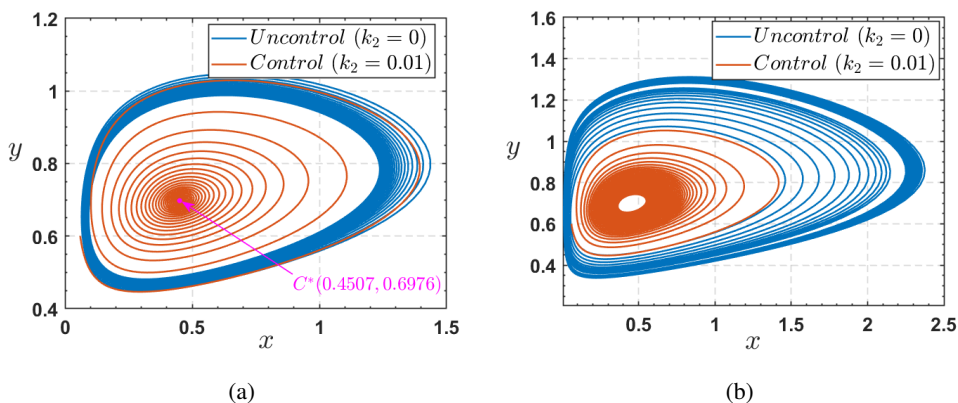 1.2
1
0.8
0.6
0.4
y
0
0.5
1
1.5
x
Uncontrol (k₂ = 0)
Control (k₂ = 0.01)
C*(0.4507, 0.6976)
(a)
1.6
1.4
1.2
1
0.8
0.6
0.4
y
0.5
1
1.5
2
2.5
x
Uncontrol (k₂ = 0)
Control (k₂ = 0.01)
(b)